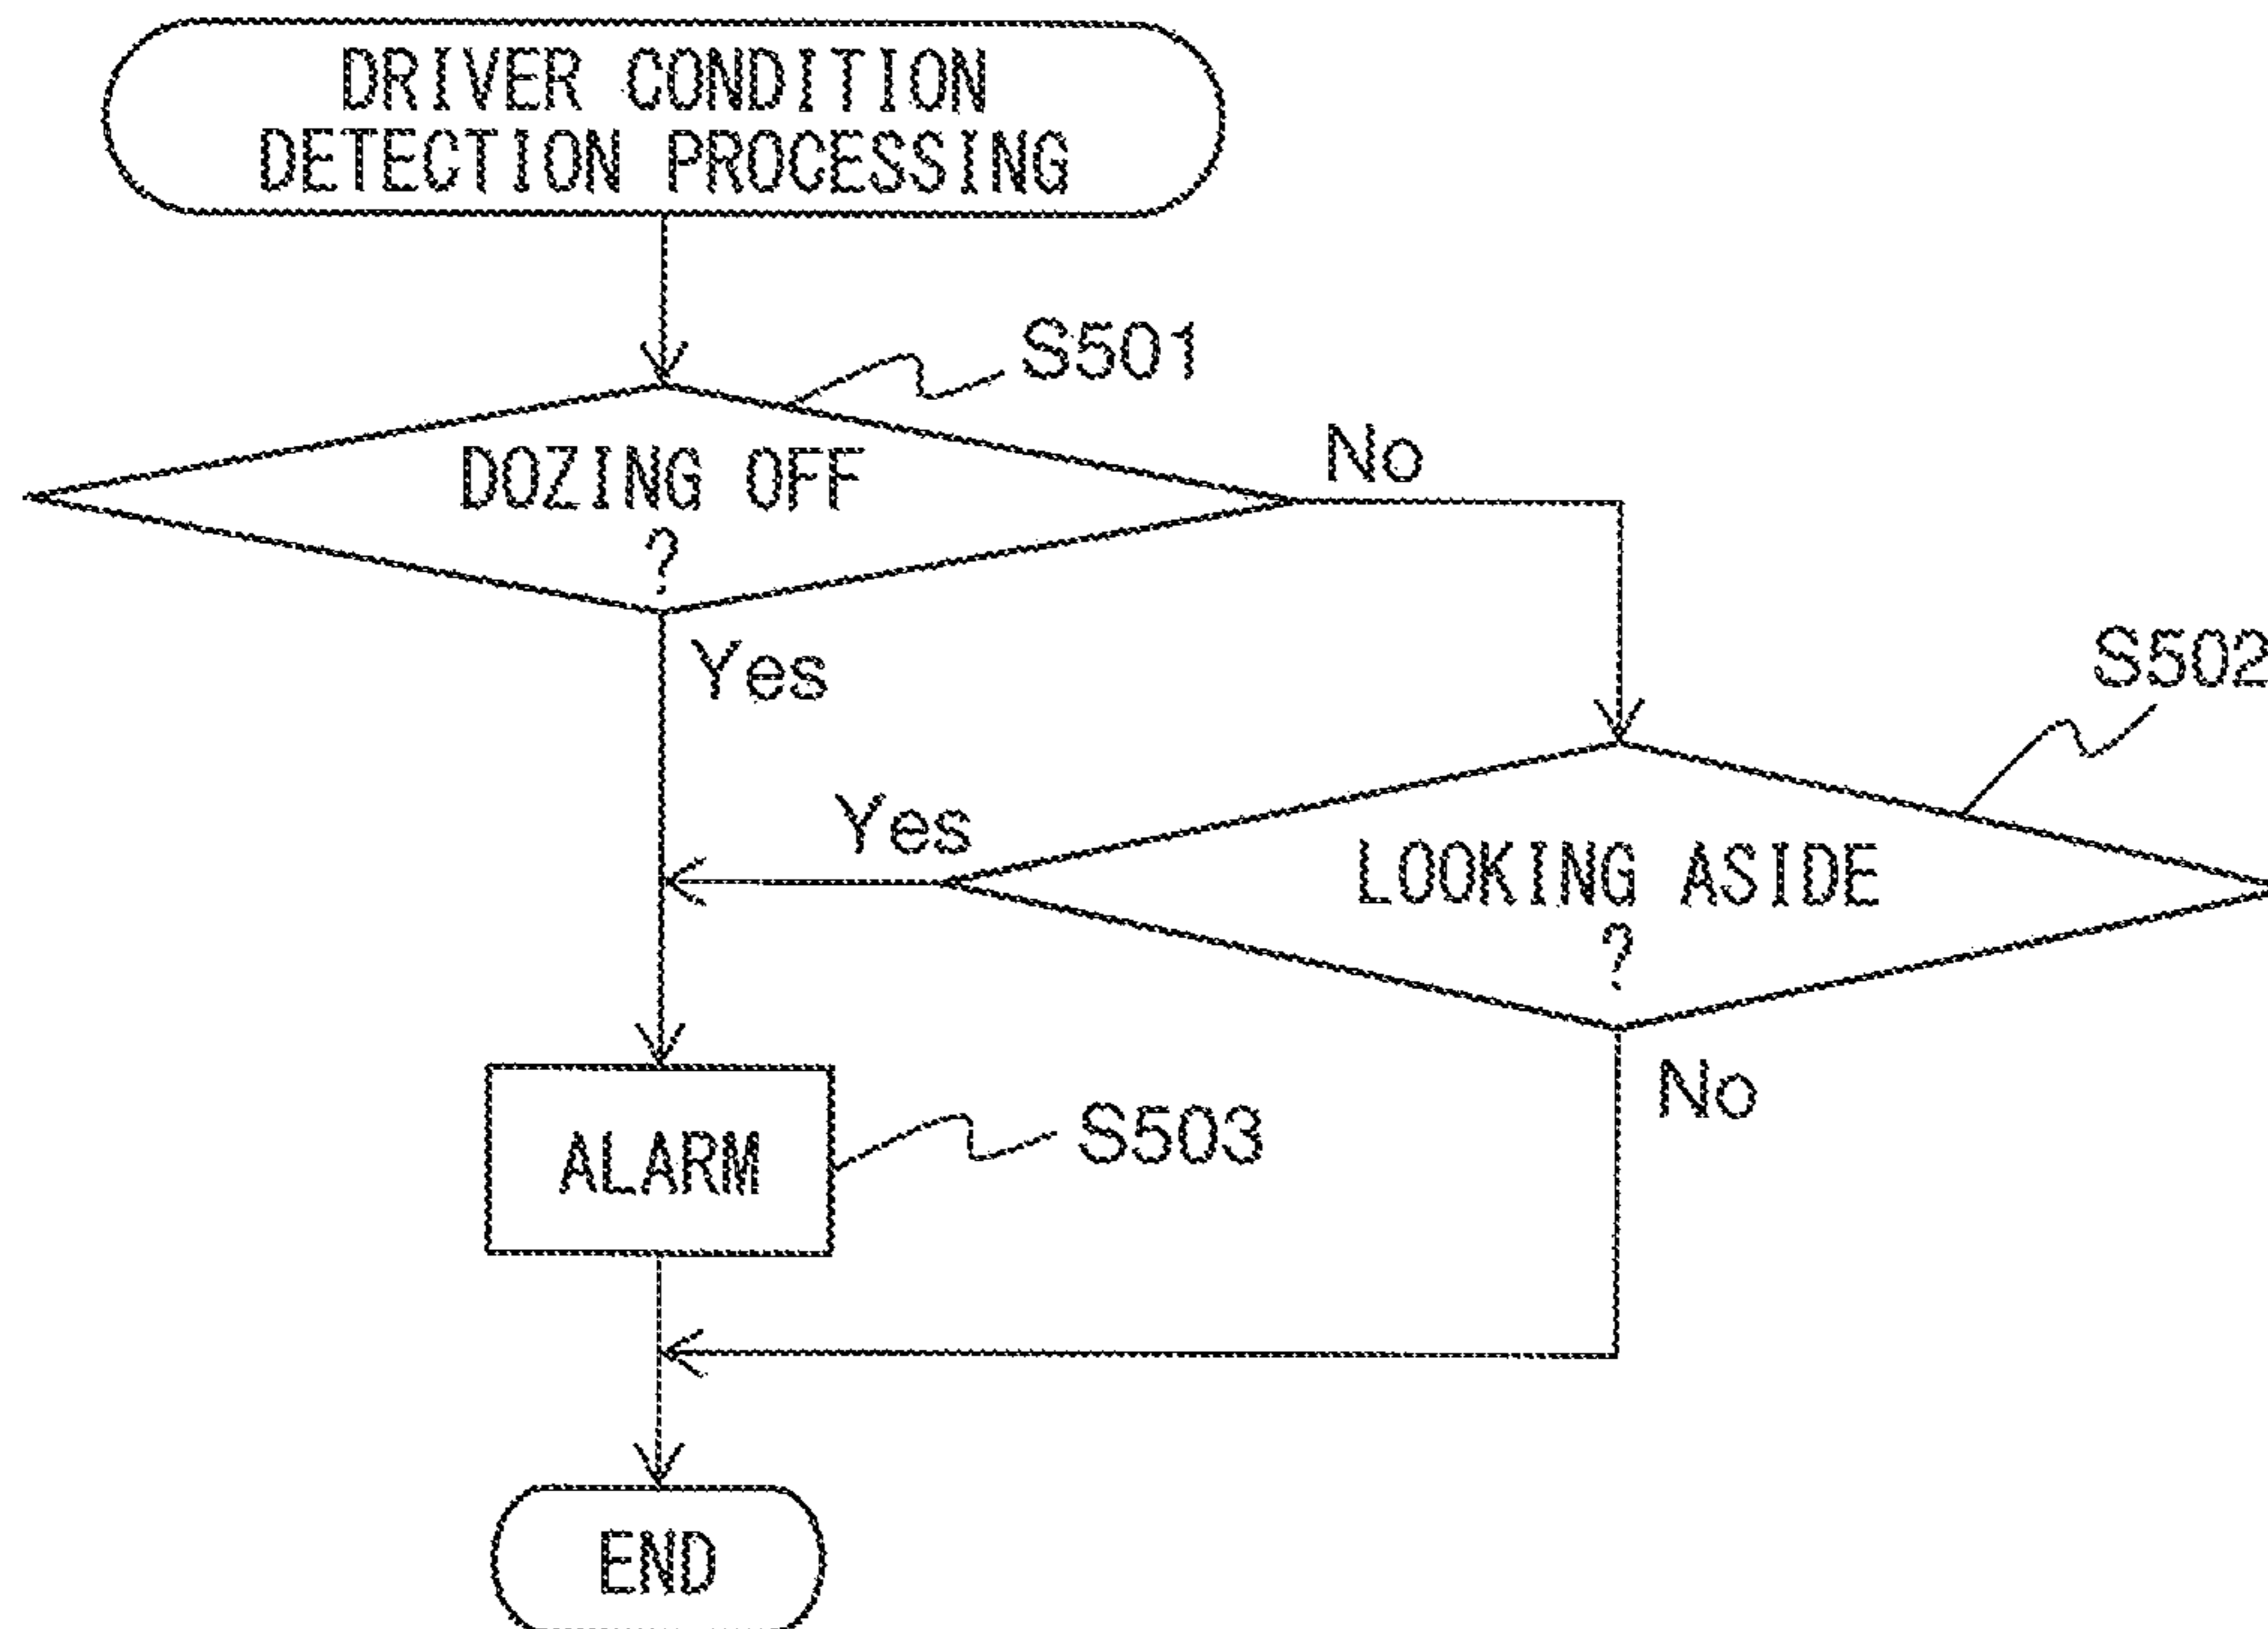 DRIVER CONDITION
DETECTION PROCESSING
S501
DOZING OFF
?
No
Yes
S502
Yes
LOOKING ASIDE
?
No
ALARM
S503
END